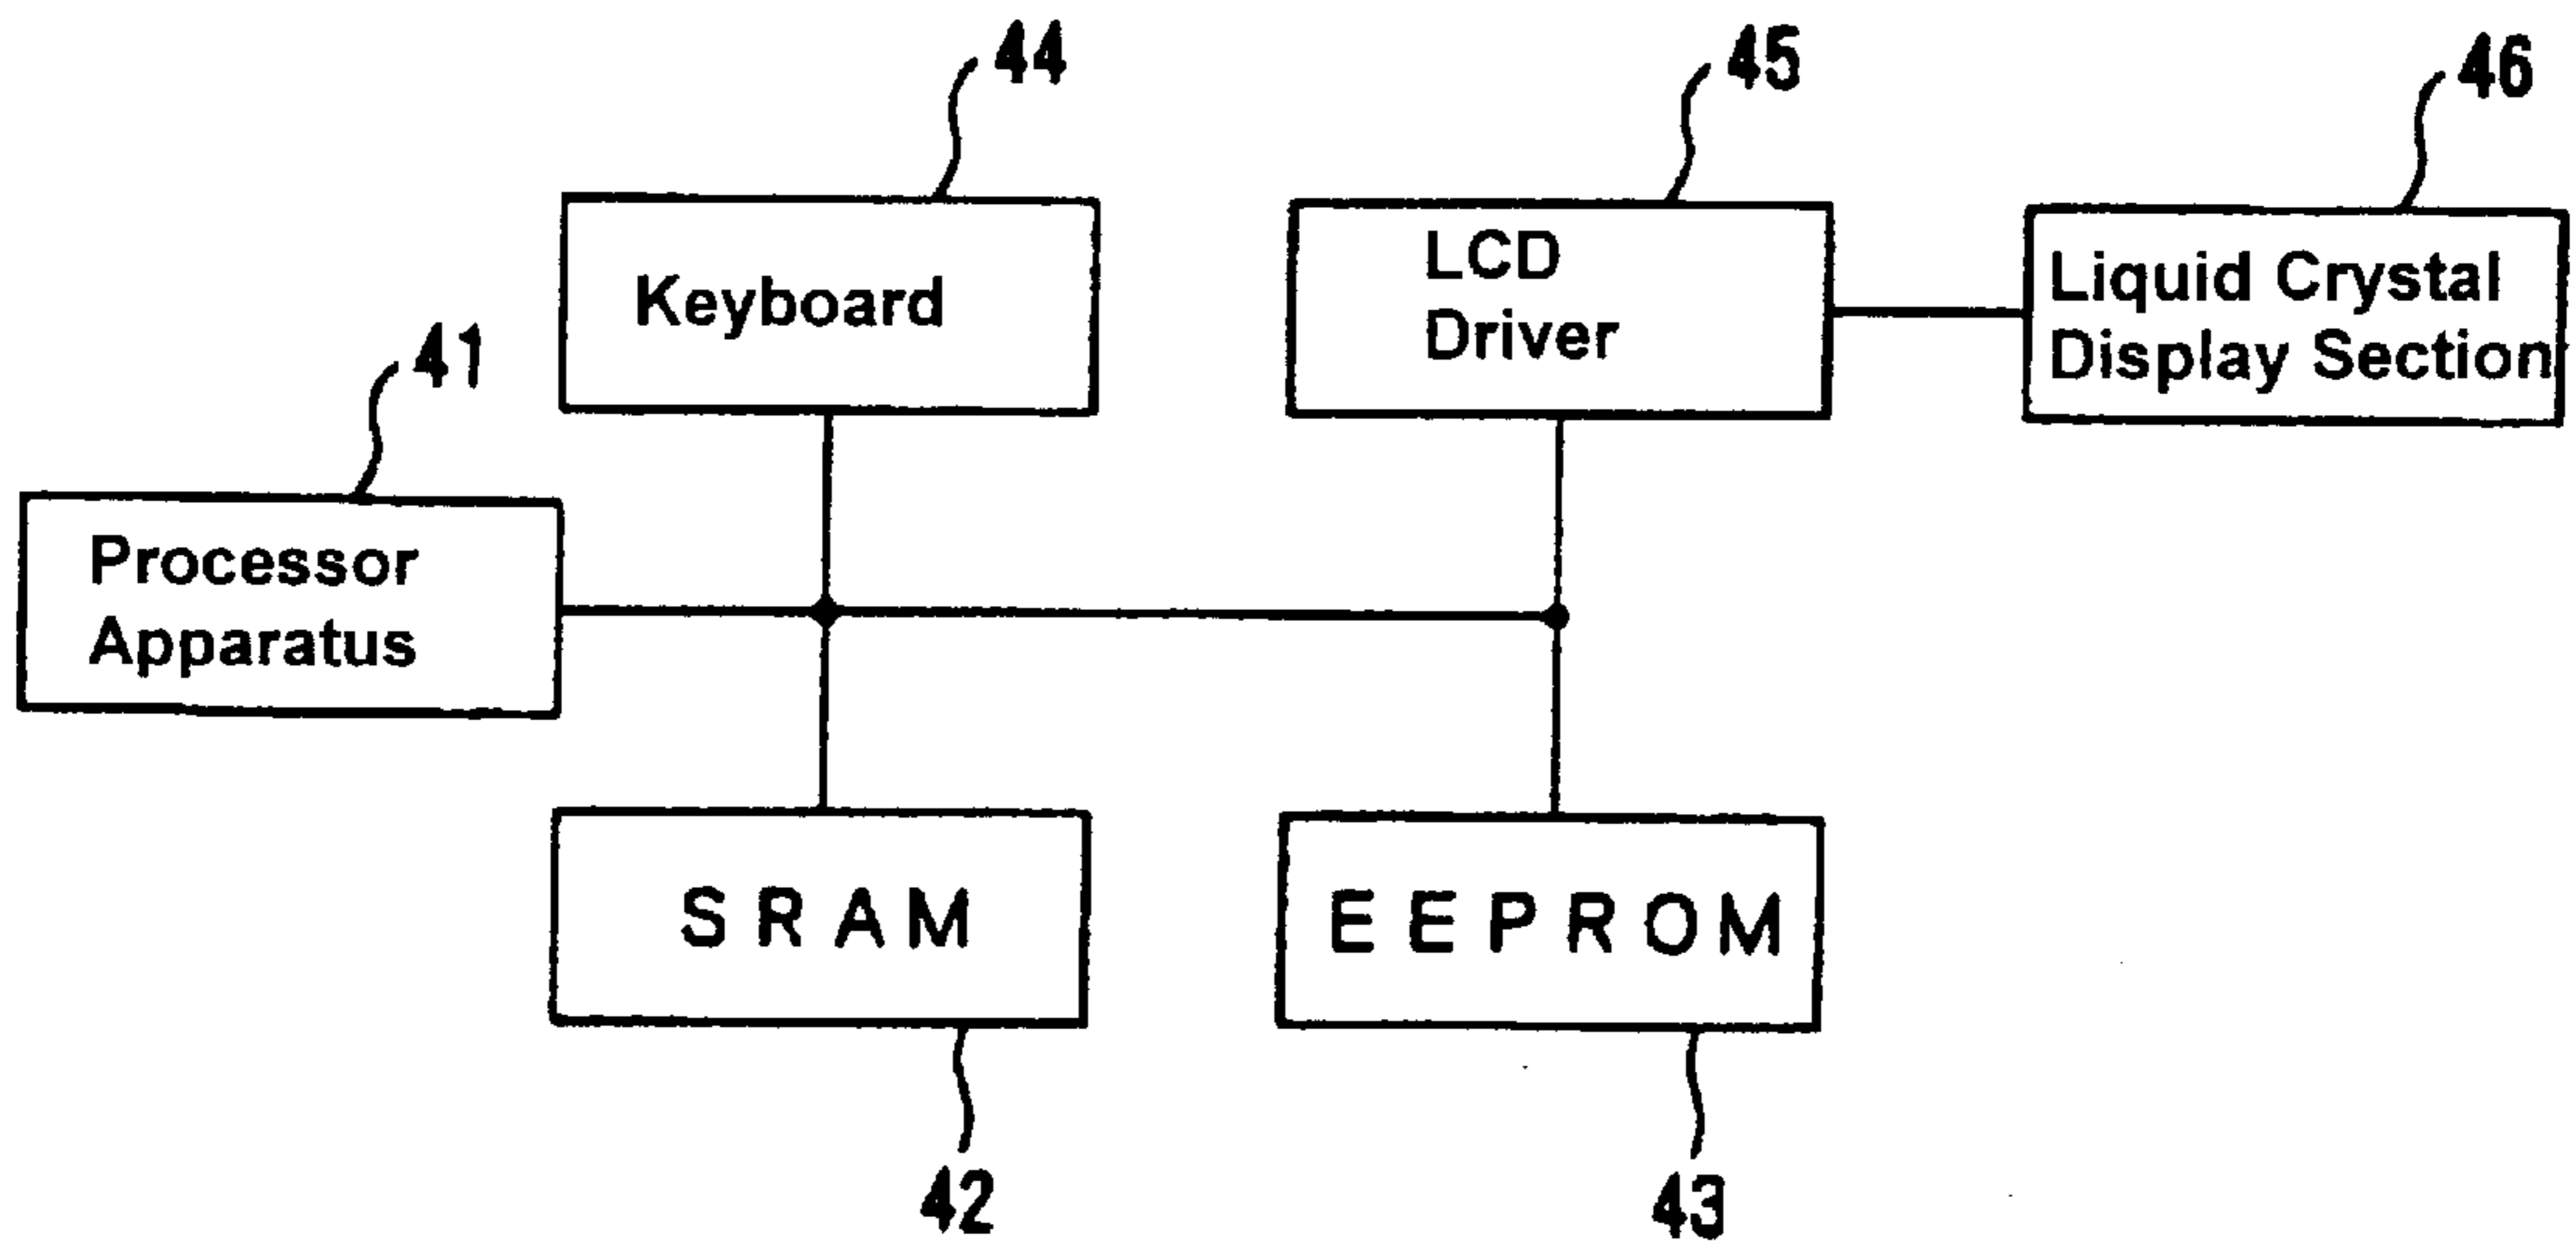 44
45
46
Keyboard
LCD
Driver
Liquid Crystal
Display Section
41
Processor
Apparatus
SRAM
EEPROM
42
43